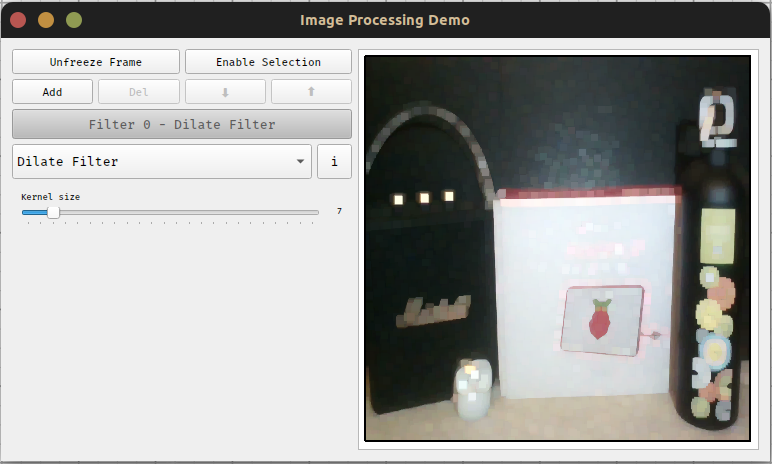 Image Processing Demo
Unfreeze Frame
Enable Selection
Add
Del
⬇
⬆
Filter 0 - Dilate Filter
Dilate Filter
i
Kernel size
7